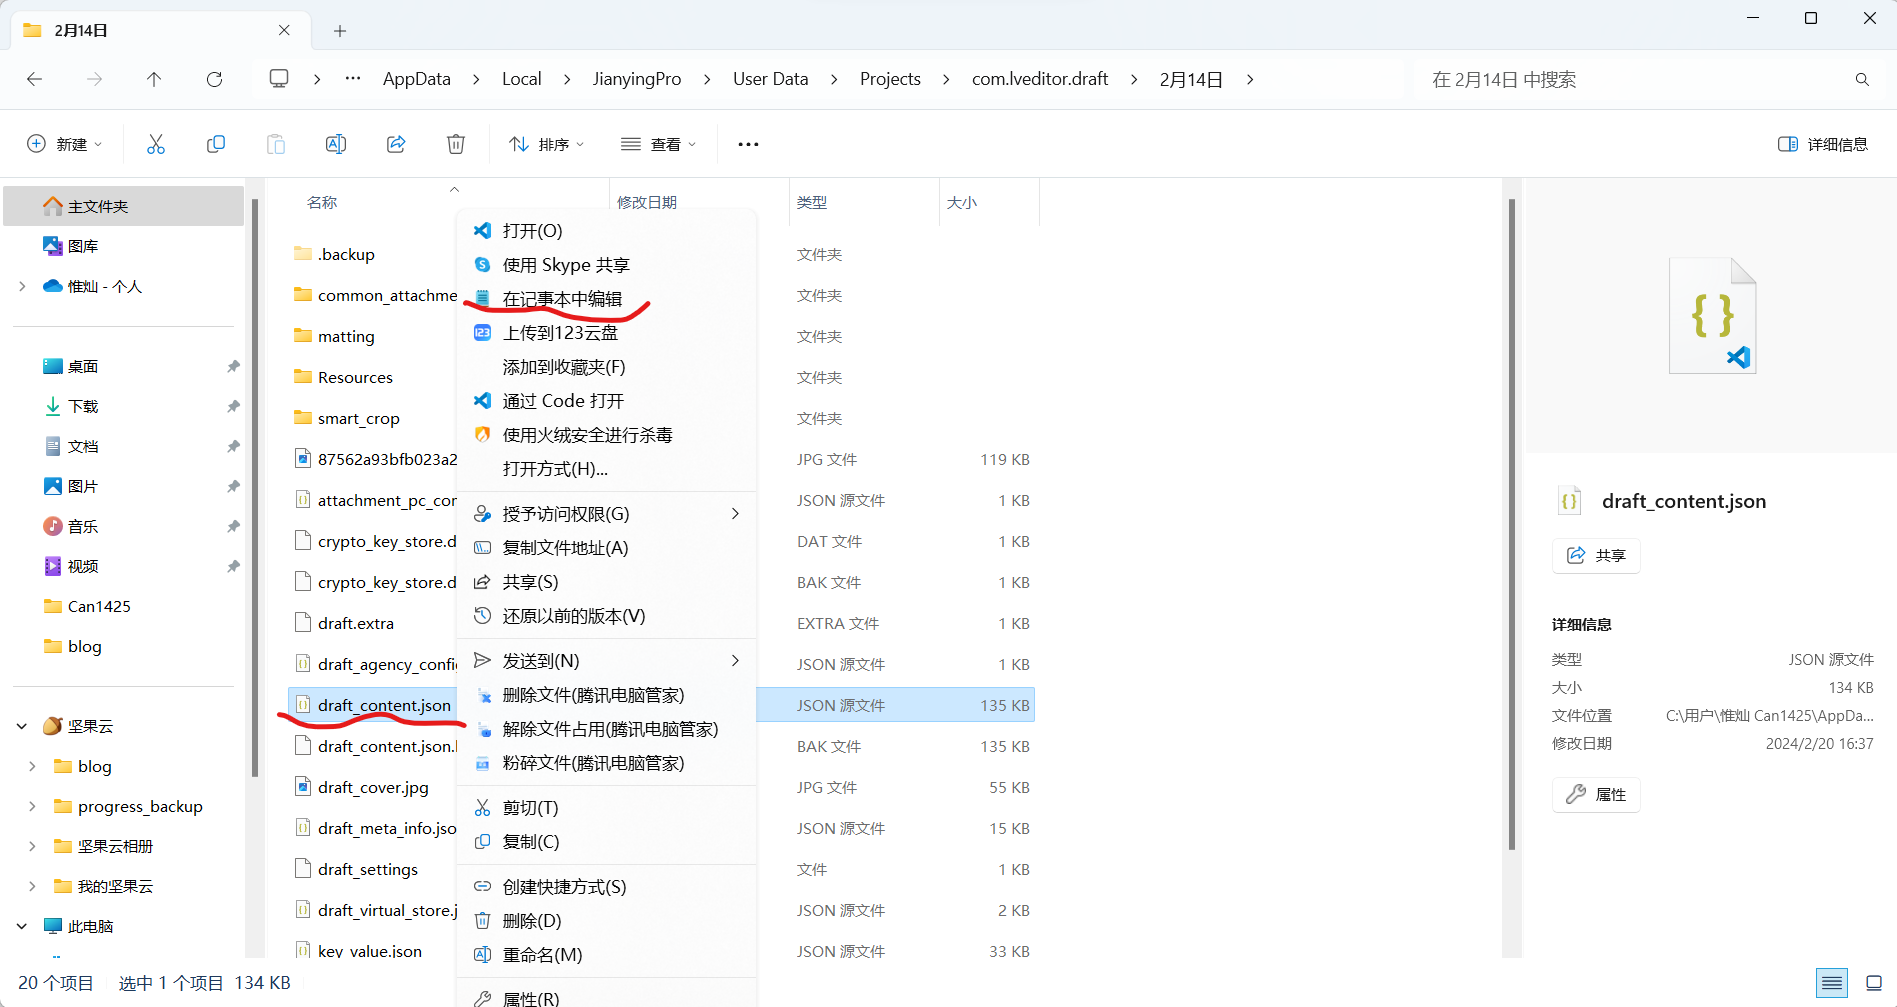 2月14日
AppData Local JianyingPro User Data Projects com.lveditor.draft 2月14日
在 2月14日 中搜索
新建 排序 查看 ··· 详细信息
主文件夹
图库
惟灿 - 个人
桌面
下载
文档
图片
音乐
视频
Can1425
blog
坚果云
blog
progress_backup
坚果云相册
我的坚果云
此电脑
名称 修改日期 类型 大小
.backup 文件夹
common_attachme 文件夹
matting 文件夹
Resources 文件夹
smart_crop 文件夹
87562a93bfb023a2 JPG 文件 119 KB
attachment_pc_cor JSON 源文件 1 KB
crypto_key_store.d DAT 文件 1 KB
crypto_key_store.d BAK 文件 1 KB
draft.extra EXTRA 文件 1 KB
draft_agency_config JSON 源文件 1 KB
draft_content.json JSON 源文件 135 KB
draft_content.json. BAK 文件 135 KB
draft_cover.jpg JPG 文件 55 KB
draft_meta_info.jso JSON 源文件 15 KB
draft_settings 文件 1 KB
draft_virtual_store.j JSON 源文件 2 KB
key_value.json JSON 源文件 33 KB
打开(O)
使用 Skype 共享
在记事本中编辑
123 上传到123云盘
添加到收藏夹(F)
通过 Code 打开
使用火绒安全进行杀毒
打开方式(H)...
授予访问权限(G)
复制文件地址(A)
共享(S)
还原以前的版本(V)
发送到(N)
删除文件(腾讯电脑管家)
解除文件占用(腾讯电脑管家)
粉碎文件(腾讯电脑管家)
剪切(T)
复制(C)
创建快捷方式(S)
删除(D)
重命名(M)
属性(R)
draft_content.json
共享
详细信息
类型 JSON 源文件
大小 134 KB
文件位置 C:\用户\惟灿 Can1425\AppDa...
修改日期 2024/2/20 16:37
属性
20 个项目 选中 1 个项目 134 KB